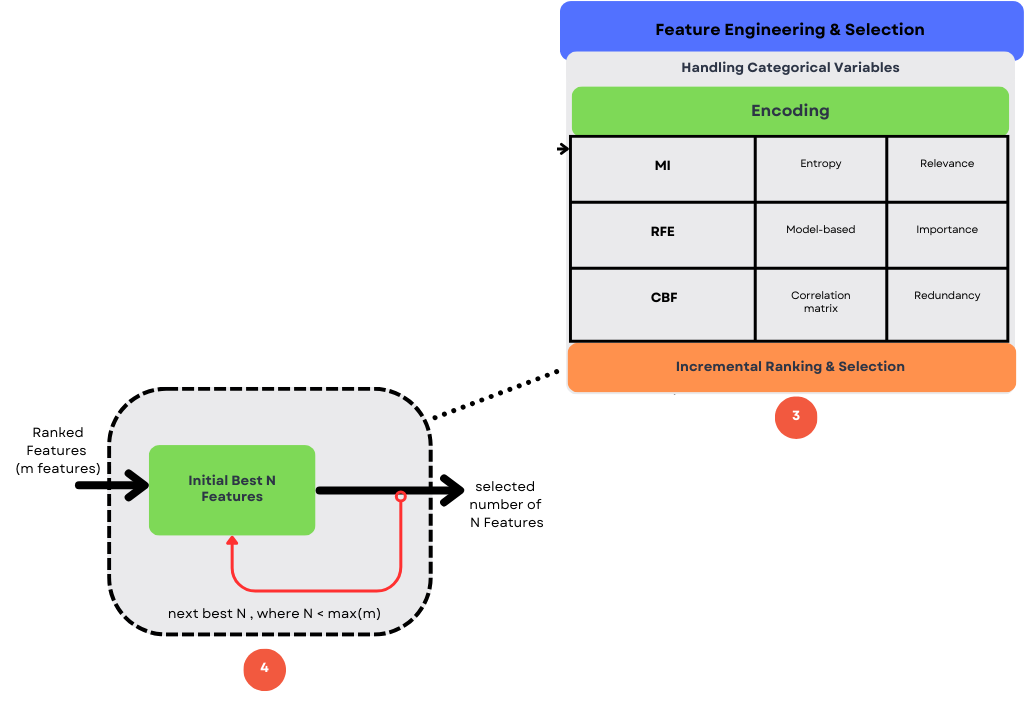 Feature Engineering & Selection
Handling Categorical Variables
Encoding
MI
Entropy
Relevance
RFE
Model-based
Importance
CBF
Correlation
matrix
Redundancy
Incremental Ranking & Selection
3
Ranked
Features
(m features)
Initial Best N
Features
selected
number of
N Features
next best N , where N < max(m)
4